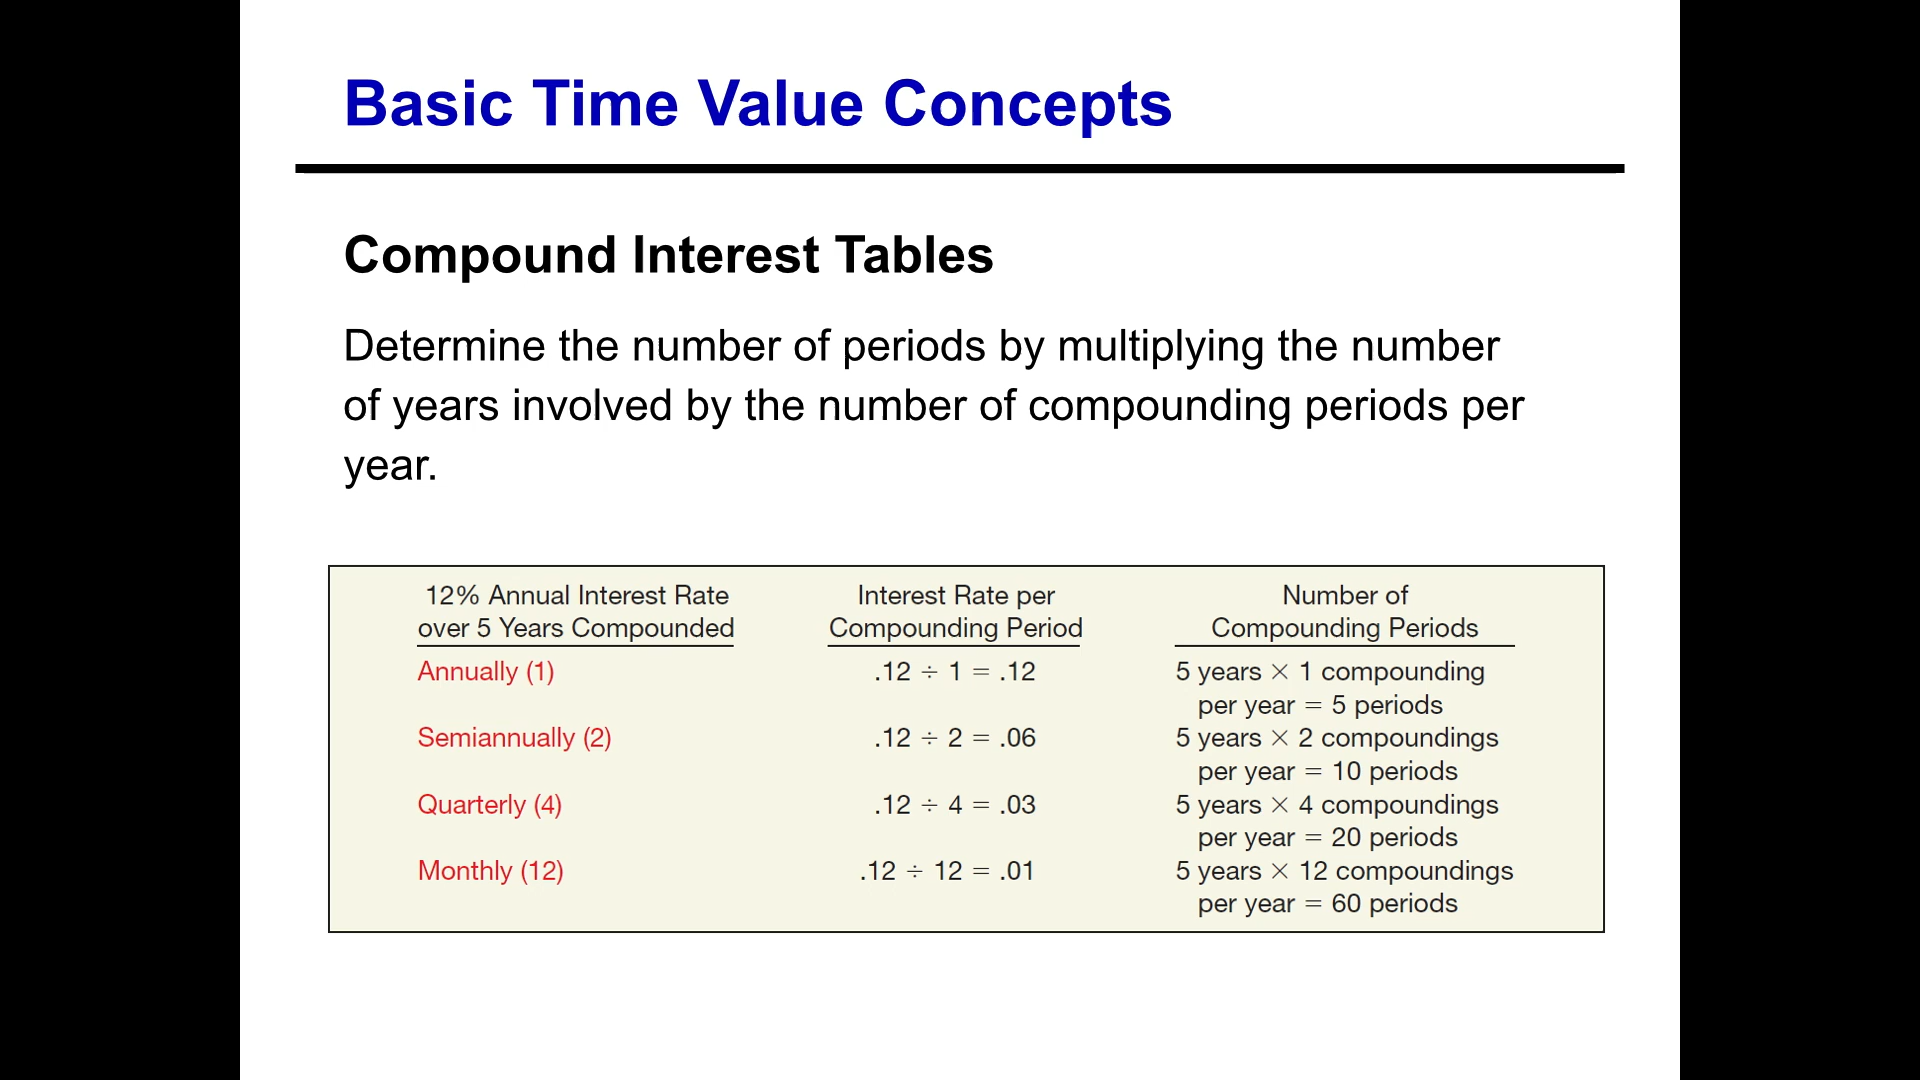 Basic Time Value Concepts
Compound Interest Tables
Determine the number of periods by multiplying the number
of years involved by the number of compounding periods per
year.
12% Annual Interest Rate
over 5 Years Compounded
Interest Rate per
Compounding Period
Number of
Compounding Periods
Annually (1) .12 ÷ 1 = .12 5 years × 1 compounding
per year = 5 periods
Semiannually (2) .12 ÷ 2 = .06 5 years × 2 compoundings
per year = 10 periods
Quarterly (4) .12 ÷ 4 = .03 5 years × 4 compoundings
per year = 20 periods
Monthly (12) .12 ÷ 12 = .01 5 years × 12 compoundings
per year = 60 periods